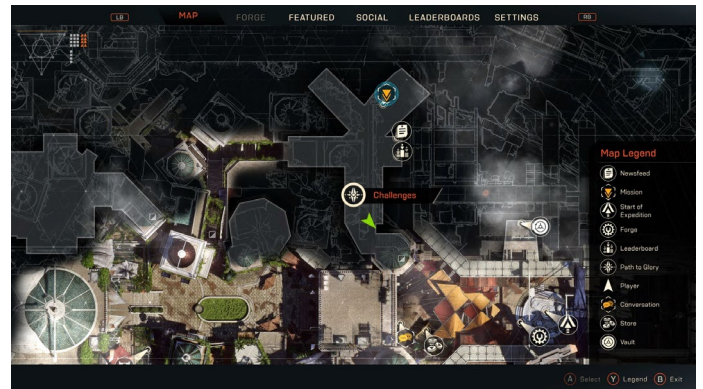 LB MAP FORGE FEATURED SOCIAL LEADERBOARDS SETTINGS RB
Challenges
Map Legend
Newsfeed
Mission
Start of
Expedition
Forge
Leaderboard
Path to Glory
Player
Conversation
Store
Vault
A Select Y Legend B Exit